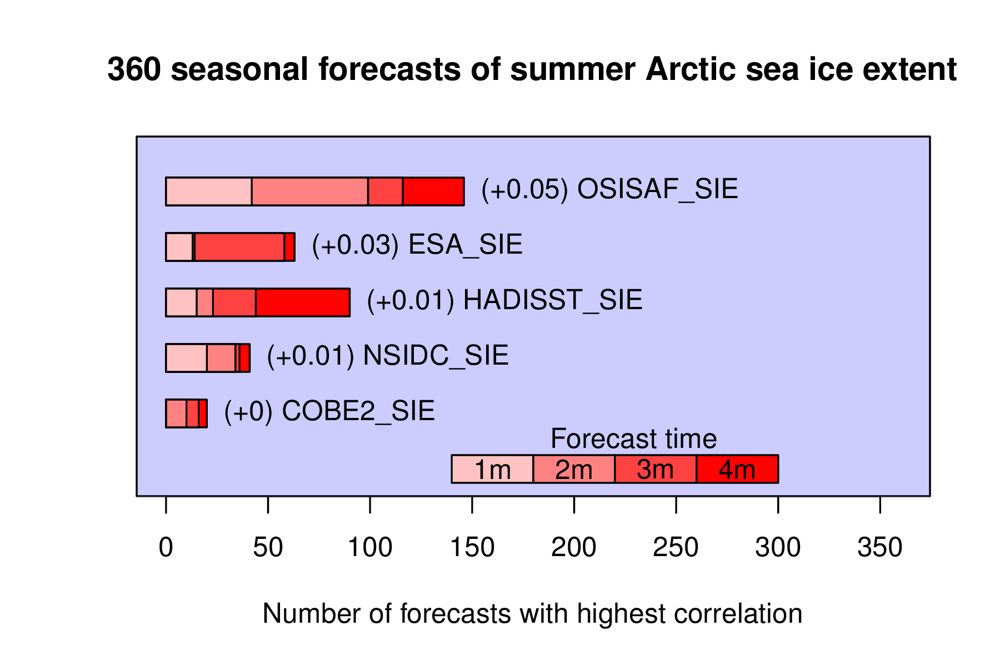 360 seasonal forecasts of summer Arctic sea ice extent
(+0.05) OSISAF_SIE
(+0.03) ESA_SIE
(+0.01) HADISST_SIE
(+0.01) NSIDC_SIE
(+0) COBE2_SIE
Forecast time
1m 2m 3m 4m
0 50 100 150 200 250 300 350
Number of forecasts with highest correlation